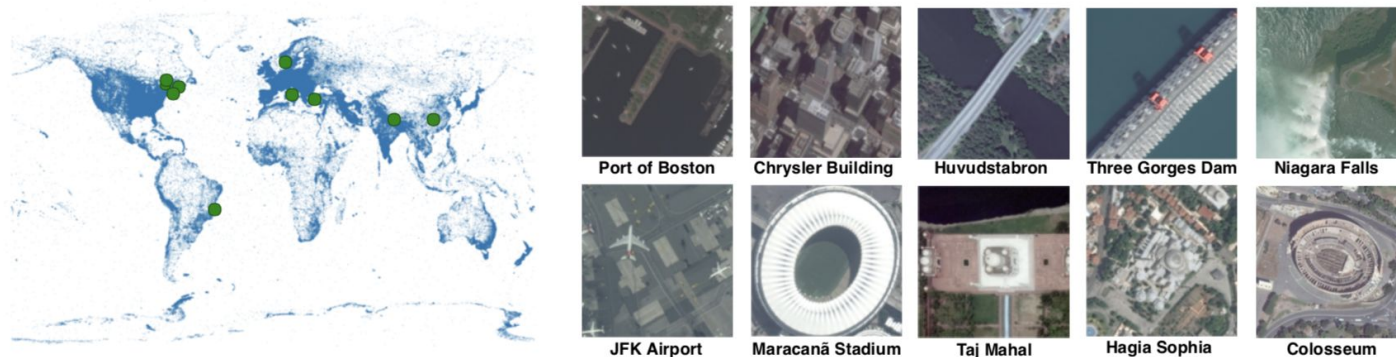 Port of Boston
Chrysler Building
Huvudstabron
Three Gorges Dam
Niagara Falls
JFK Airport
Maracanã Stadium
Taj Mahal
Hagia Sophia
Colosseum